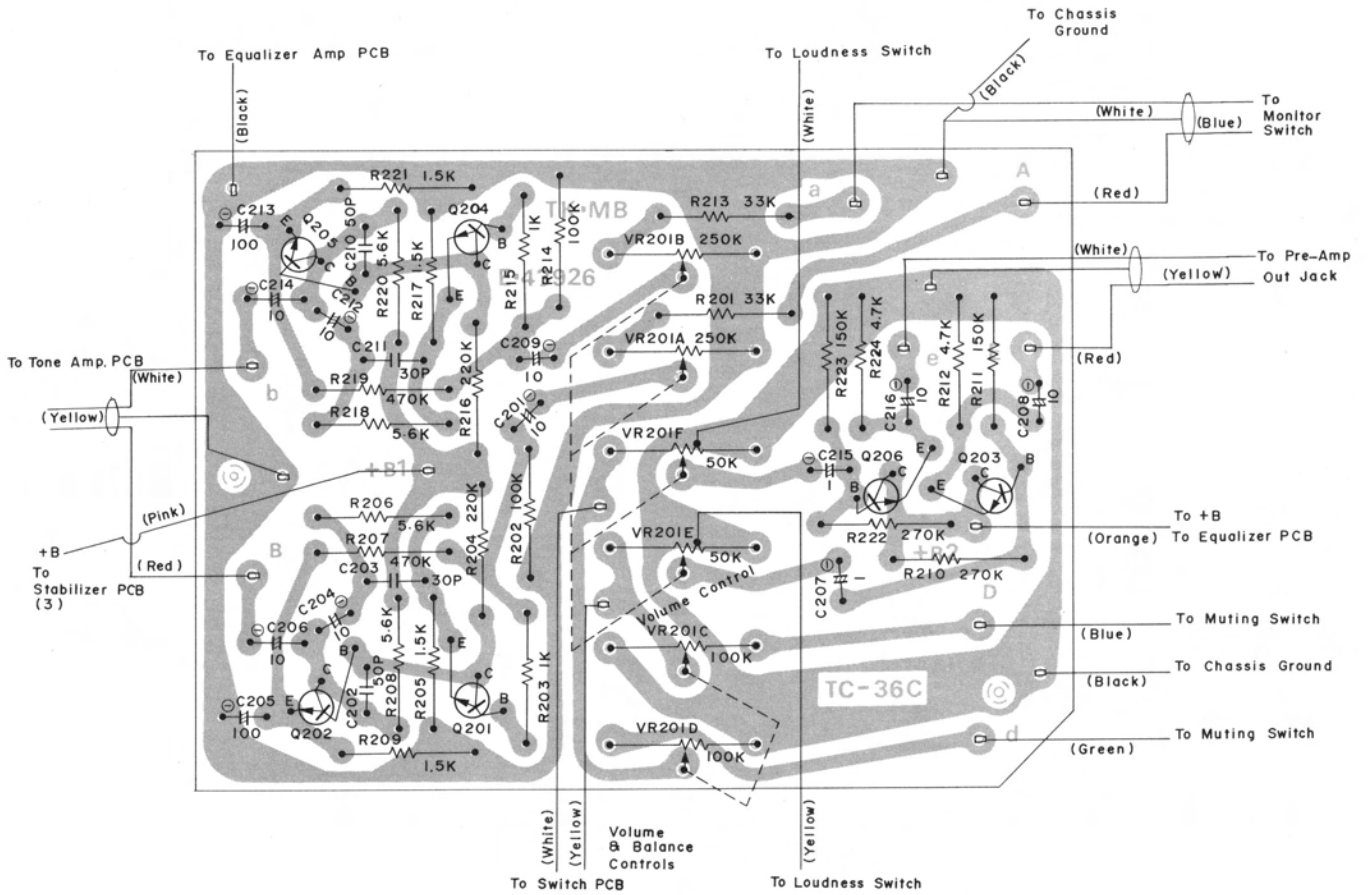 To Chassis
Ground
To Equalizer Amp PCB
To Loudness Switch
(Black)
(Black)
(White)
(White)
(Blue)
To
Monitor
Switch
(Red)
A
a
R221 1.5K
C213
100
E
Q205
C
B
C210 50P
R220 5.6K
R217 1.5K
Q204
B
C
E
1K
R215
100K
R214
R213 33K
VR201B 250K
R201 33K
VR201A 250K
(White)
(Yellow)
To Pre-Amp
Out Jack
(Red)
C214
10
C212
10
C211
30P
C209
10
R219
470K
R218
5.6K
220K
R216
C201
10
R223 150K
R224 4.7K
R212 4.7K
R211 150K
e
C216
10
C208
10
To Tone Amp. PCB
(White)
(Yellow)
b
+B1
VR201F
50K
C215
1
Q206
B
C
E
Q203
E
C
B
(Pink)
+B
To
Stabilizer PCB
(3)
(Red)
R206
5.6K
R207
470K
C203
30P
220K
R204
100K
R202
VR201E
50K
Volume Control
R222 270K
+B2
R210 270K
C207
1
To +B
(Orange) To Equalizer PCB
B
D
C204
10
C206
10
B
C
E
C205
100
Q202
C202
50P
5.6K
R208
1.5K
R205
E
C
B
Q201
R203 1K
R209
1.5K
VR201C
100K
VR201D
100K
TC-36C
To Muting Switch
(Blue)
To Chassis Ground
(Black)
d
To Muting Switch
(Green)
(White)
(Yellow)
Volume
& Balance
Controls
(Yellow)
To Switch PCB
To Loudness Switch